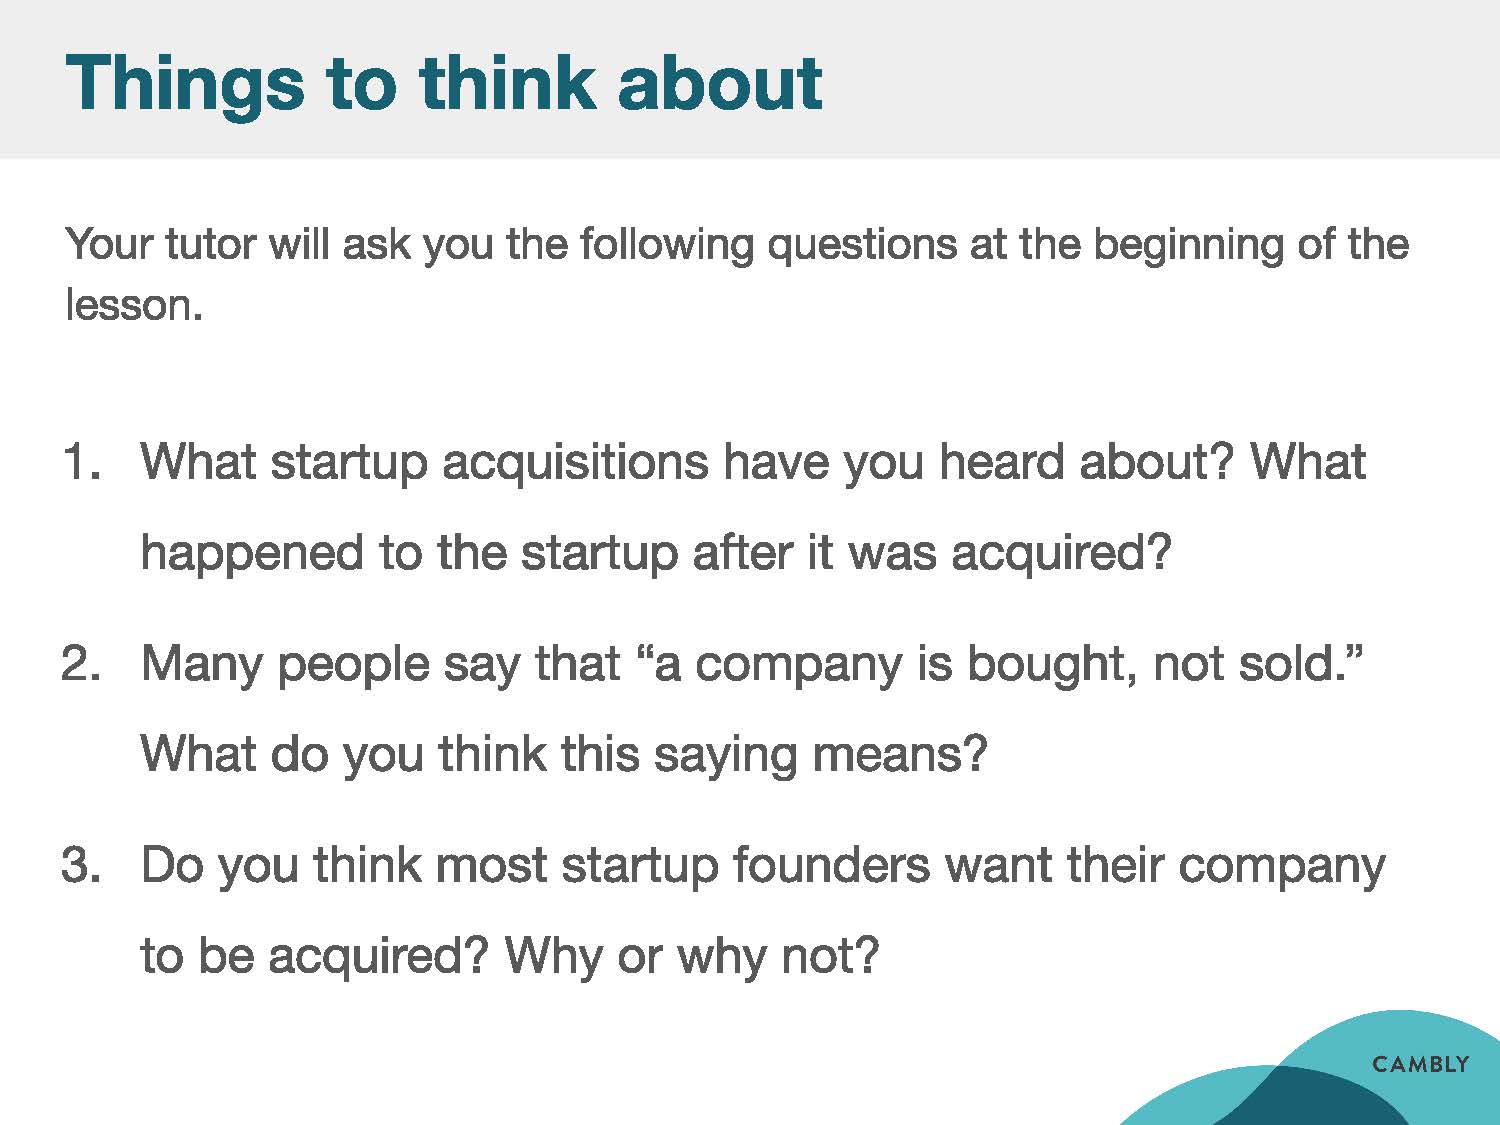 Things to think about
Your tutor will ask you the following questions at the beginning of the
lesson.
1. What startup acquisitions have you heard about? What
happened to the startup after it was acquired?
2. Many people say that “a company is bought, not sold.”
What do you think this saying means?
3. Do you think most startup founders want their company
to be acquired? Why or why not?
CAMBLY